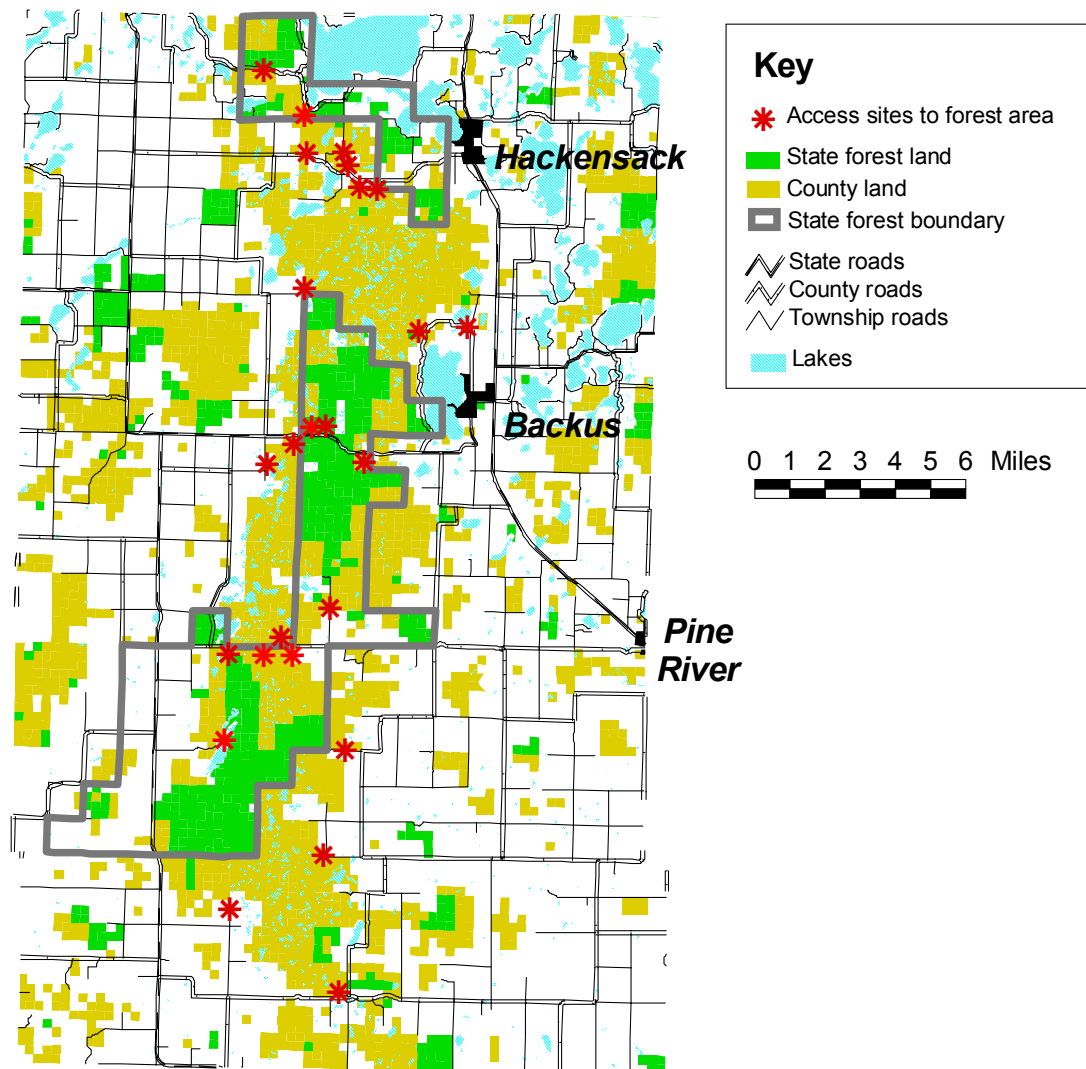 Key
Access sites to forest area
State forest land
County land
State forest boundary
State roads
County roads
Township roads
Lakes
Hackensack
Backus
0 1 2 3 4 5 6 Miles
Pine
River